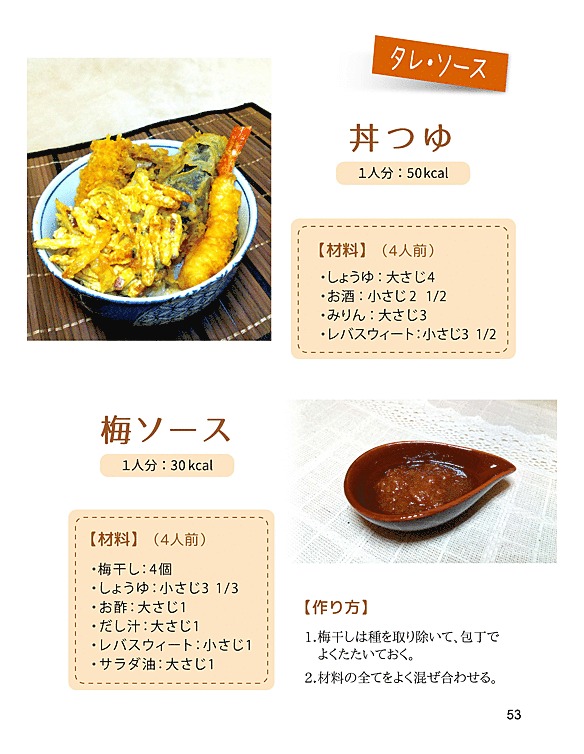 タレ・ソース
丼つゆ
1人分：50kcal
【材料】（4人前）
・しょうゆ：大さじ4
・お酒：小さじ2 1/2
・みりん：大さじ3
・レバスウィート：小さじ3 1/2
梅ソース
1人分：30kcal
【材料】（4人前）
・梅干し：4個
・しょうゆ：小さじ3 1/3
・お酢：大さじ1
・だし汁：大さじ1
・レバスウィート：小さじ1
・サラダ油：大さじ1
【作り方】
1.梅干しは種を取り除いて、包丁で
よくたたいておく。
2.材料の全てをよく混ぜ合わせる。
53